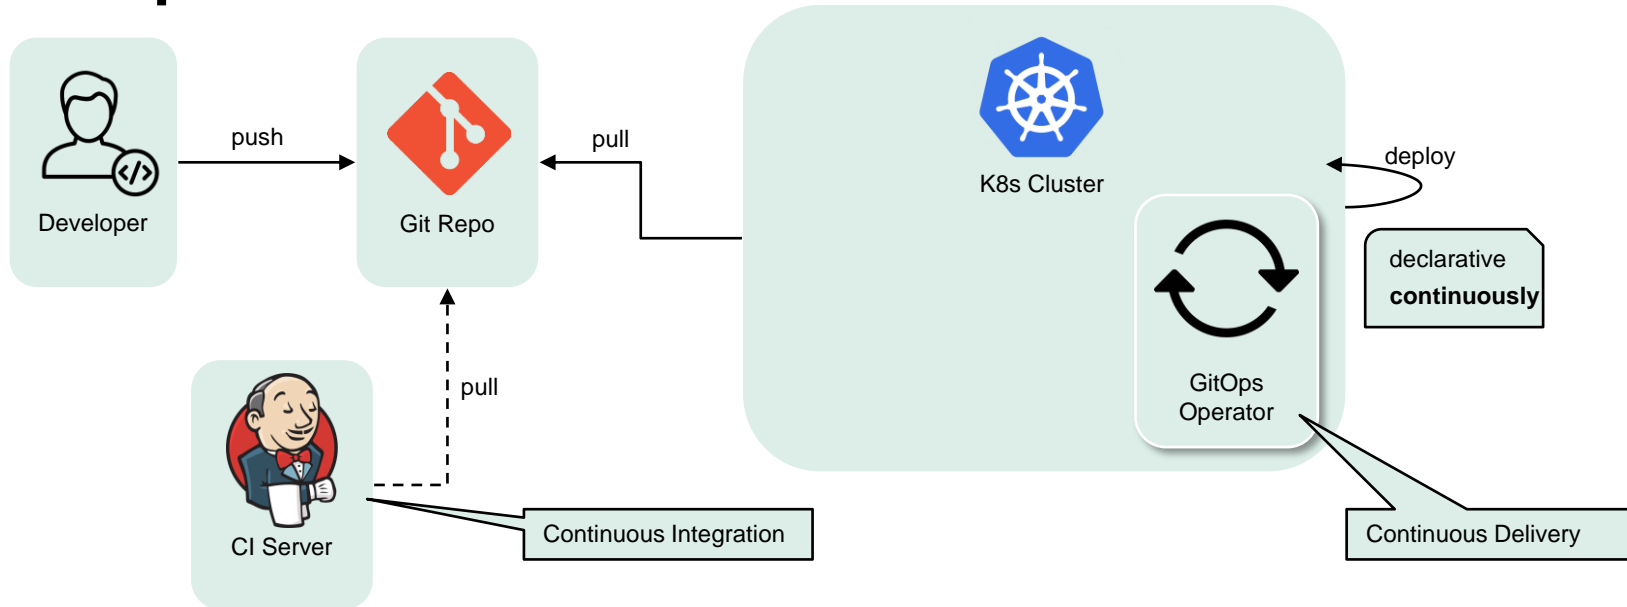 push
pull
deploy
K8s Cluster
Developer
Git Repo
declarative
continuously
pull
GitOps
Operator
Continuous Integration
Continuous Delivery
CI Server